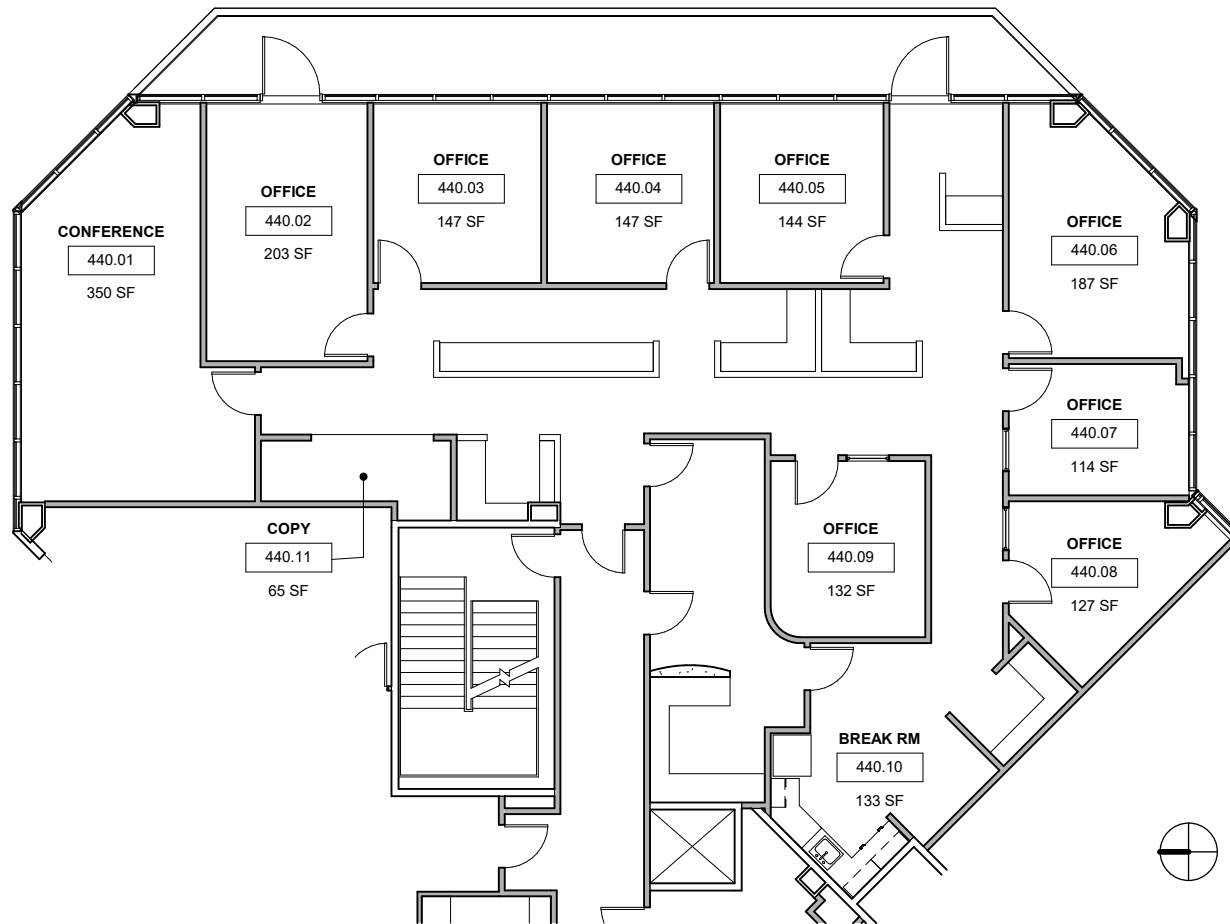 CONFERENCE
440.01
350 SF
OFFICE
440.02
203 SF
OFFICE
440.03
147 SF
OFFICE
440.04
147 SF
OFFICE
440.05
144 SF
OFFICE
440.06
187 SF
OFFICE
440.07
114 SF
OFFICE
440.08
127 SF
OFFICE
440.09
132 SF
BREAK RM
440.10
133 SF
COPY
440.11
65 SF